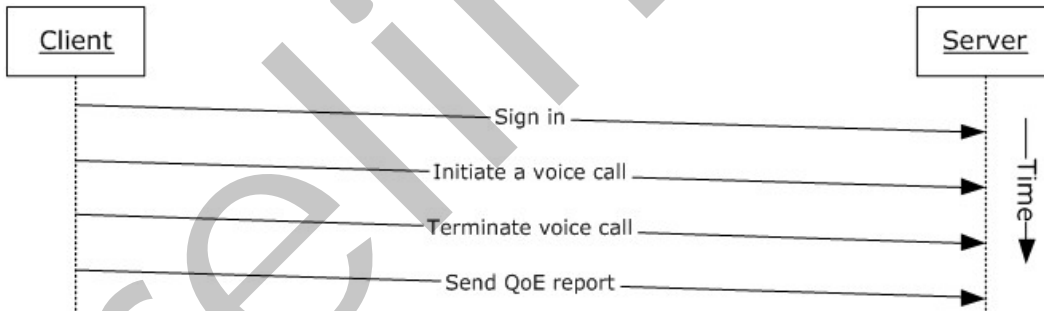 Client
Server
Sign in
Initiate a voice call
Terminate voice call
Send QoE report
Time